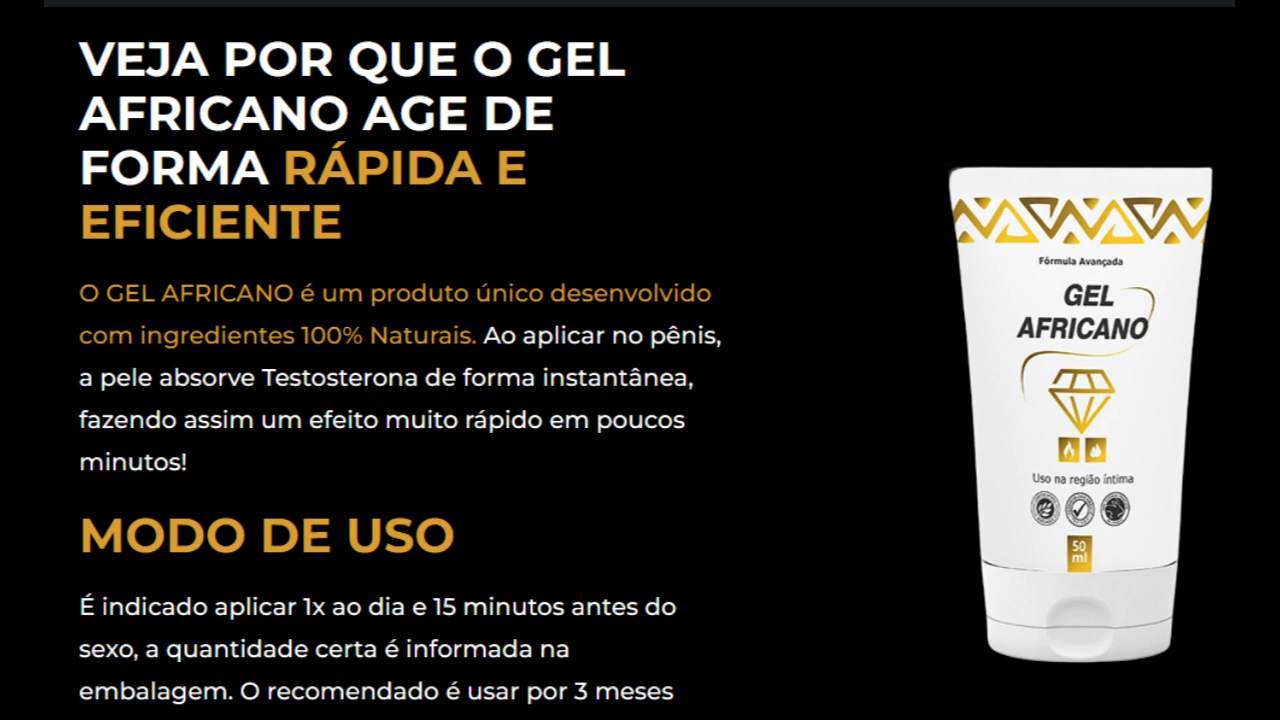 VEJA POR QUE O GEL
AFRICANO AGE DE
FORMA RÁPIDA E
EFICIENTE
O GEL AFRICANO é um produto único desenvolvido
com ingredientes 100% Naturais. Ao aplicar no pênis,
a pele absorve Testosterona de forma instantânea,
fazendo assim um efeito muito rápido em poucos
minutos!
MODO DE USO
É indicado aplicar 1x ao dia e 15 minutos antes do
sexo, a quantidade certa é informada na
embalagem. O recomendado é usar por 3 meses
Fórmula Avançada
GEL
AFRICANO
Uso na região íntima
50
ml